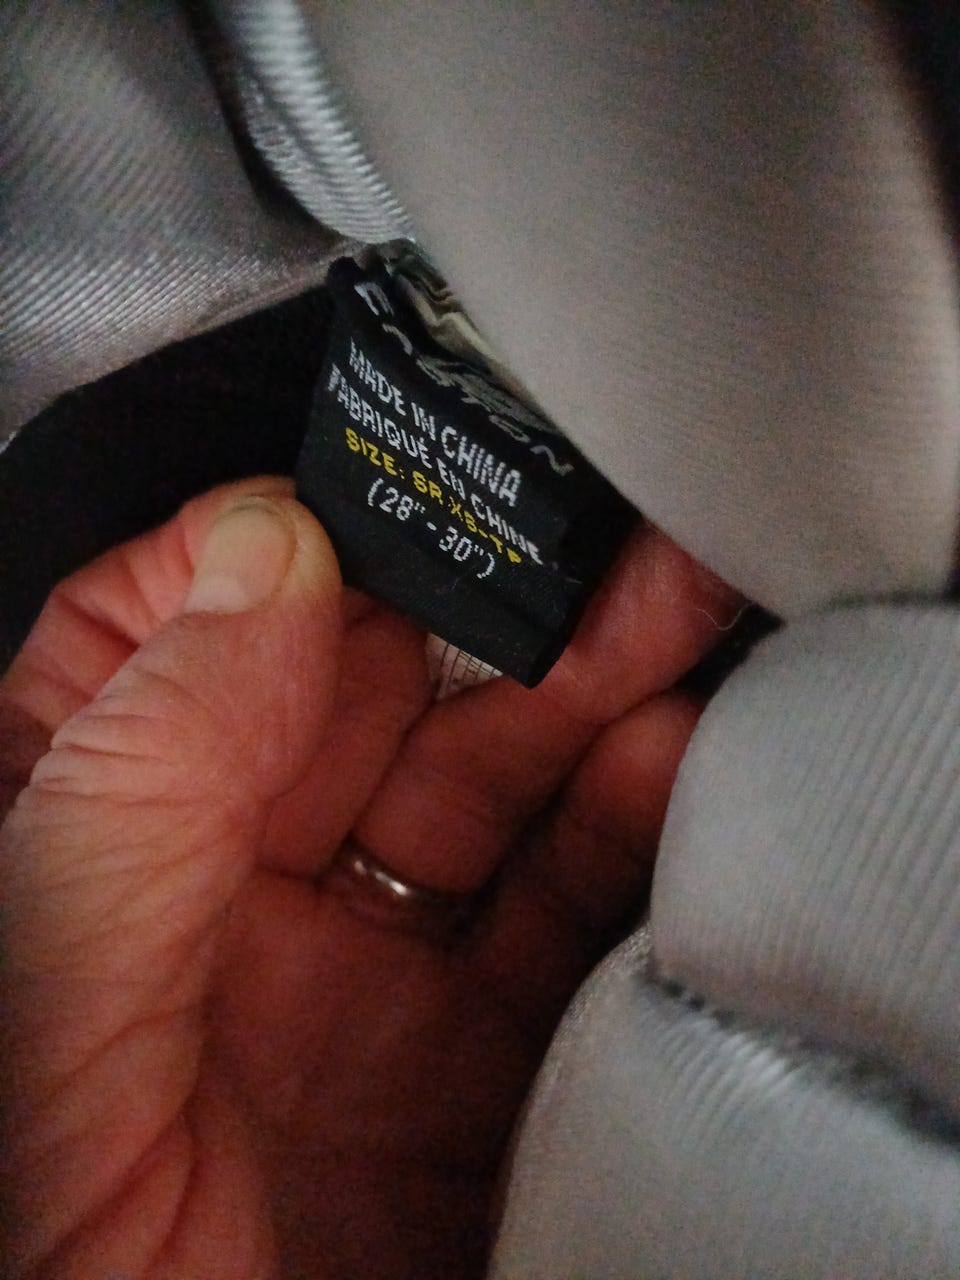 MADE IN CHINA
FABRIQUÉ EN CHINE
SIZE: SR XS-TP
(28" - 30")